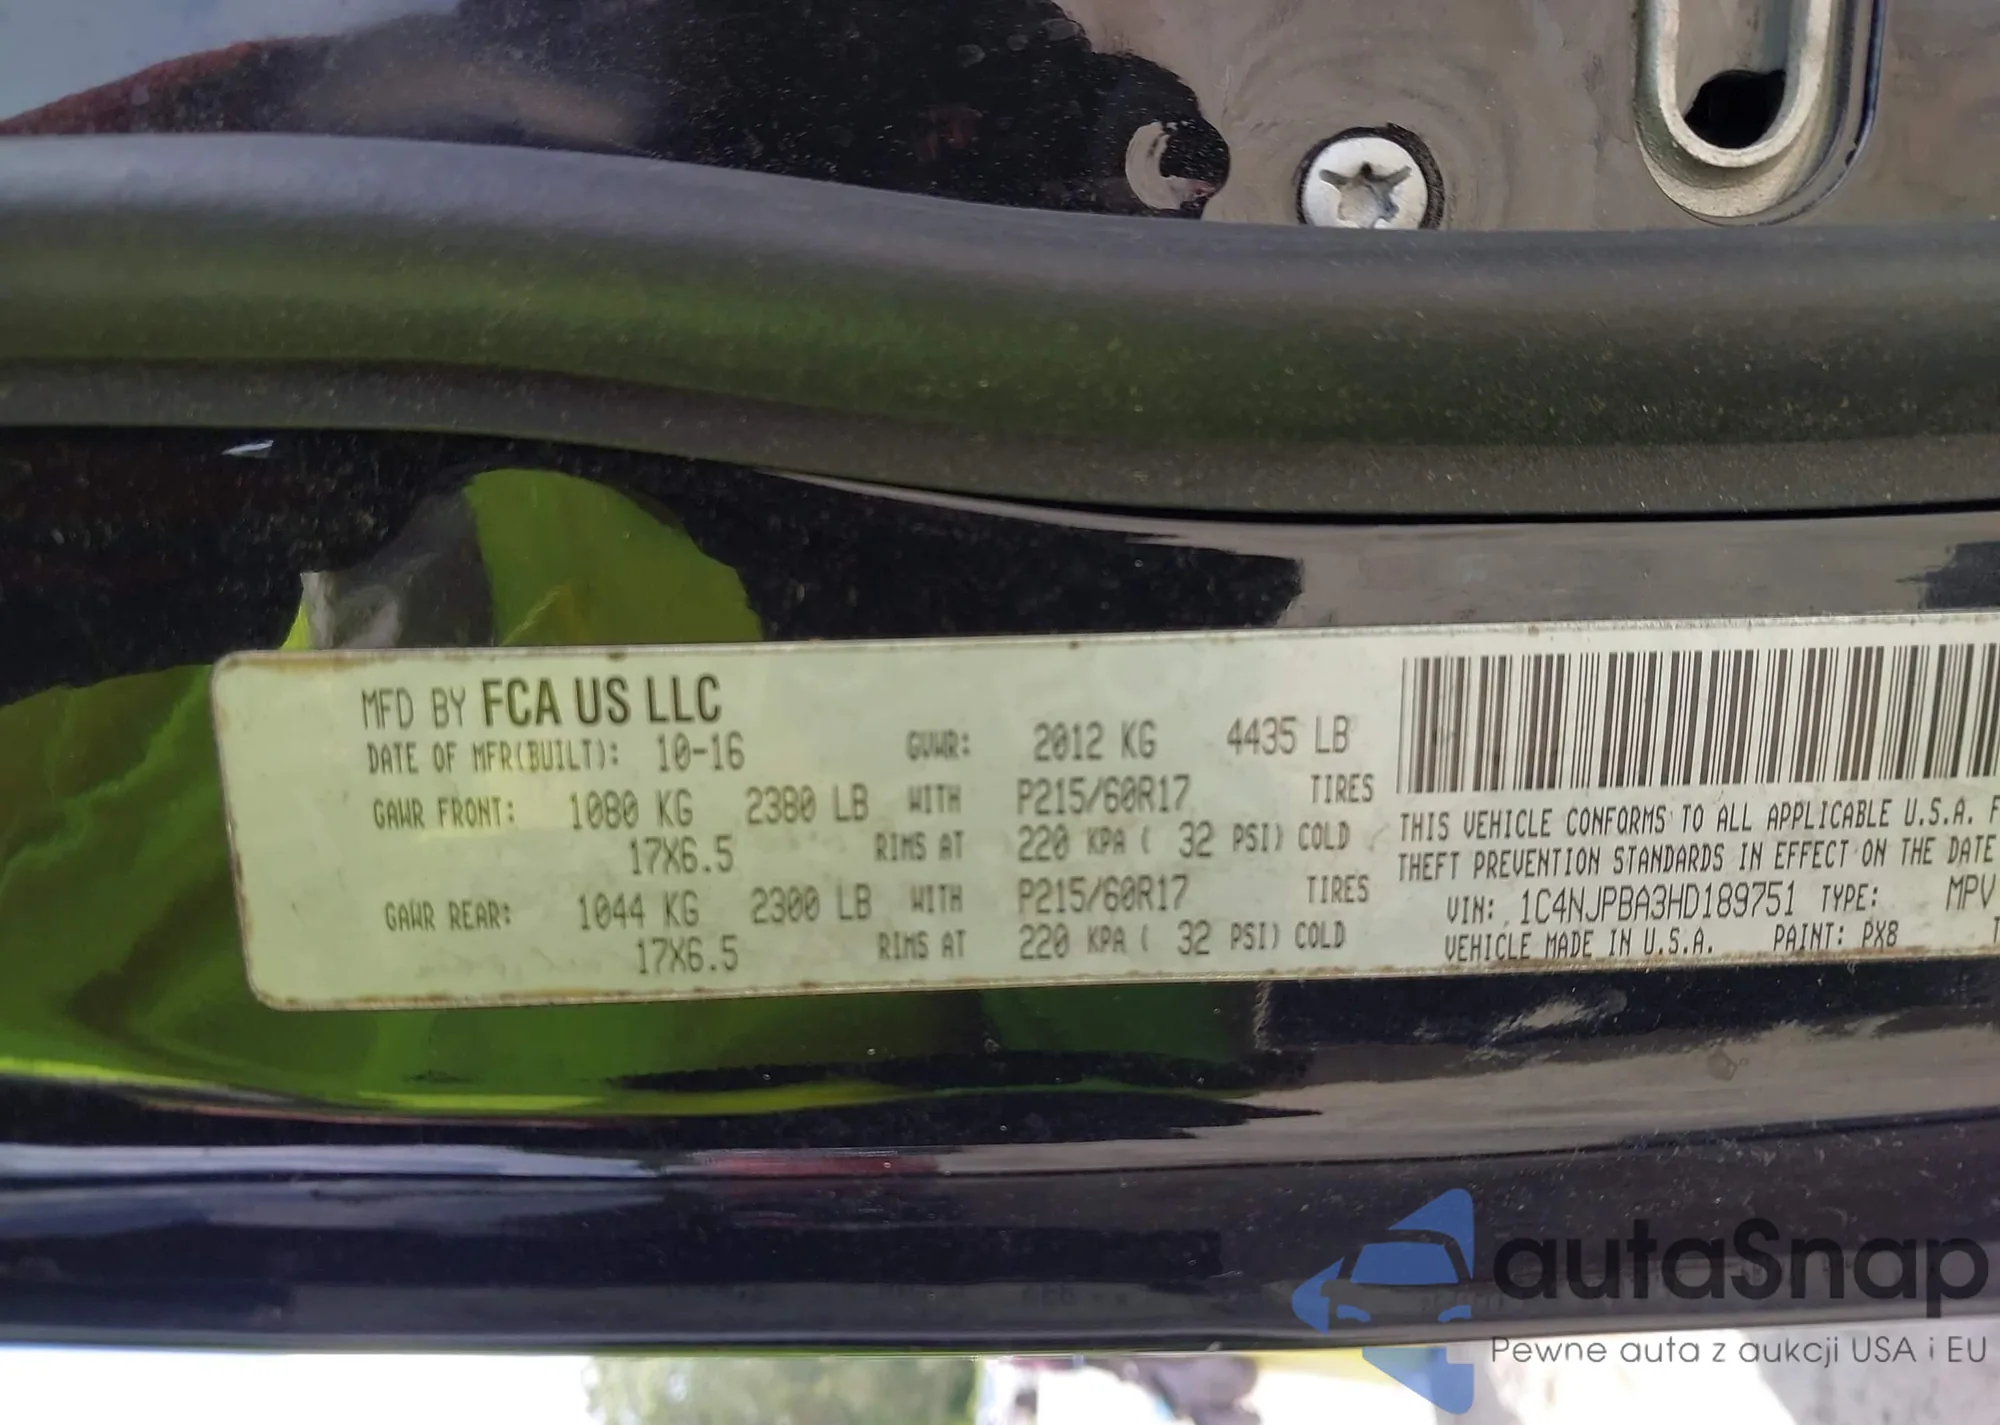 MFD BY FCA US LLC
DATE OF MFR(BUILT): 10-16 GVWR: 2012 KG 4435 LB
GAWR FRONT: 1080 KG 2380 LB WITH P215/60R17 TIRES
17X6.5 RIMS AT 220 KPA ( 32 PSI) COLD
GAWR REAR: 1044 KG 2300 LB WITH P215/60R17 TIRES
17X6.5 RIMS AT 220 KPA ( 32 PSI) COLD
THIS VEHICLE CONFORMS TO ALL APPLICABLE U.S.A. F
THEFT PREVENTION STANDARDS IN EFFECT ON THE DATE
VIN: 1C4NJPBA3HD189751 TYPE: MPV
VEHICLE MADE IN U.S.A. PAINT: PX8 T
autaSnap
Pewne auta z aukcji USA i EU